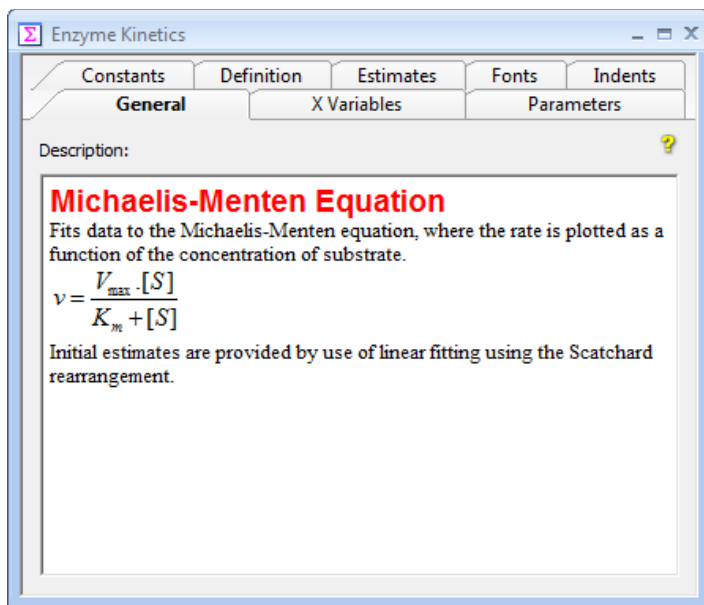 Σ Enzyme Kinetics
Constants Definition Estimates Fonts Indents
General X Variables Parameters
Description:
?
Michaelis-Menten Equation
Fits data to the Michaelis-Menten equation, where the rate is plotted as a
function of the concentration of substrate.
v = V_max .[S] / K_m + [S]
Initial estimates are provided by use of linear fitting using the Scatchard
rearrangement.